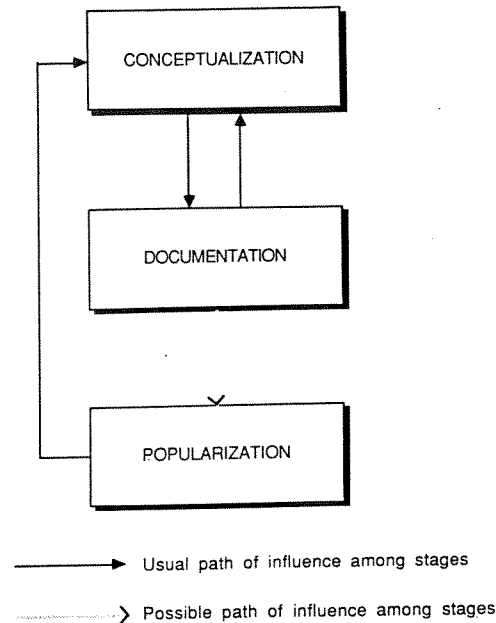 CONCEPTUALIZATION
DOCUMENTATION
POPULARIZATION
Usual path of influence among stages
Possible path of influence among stages